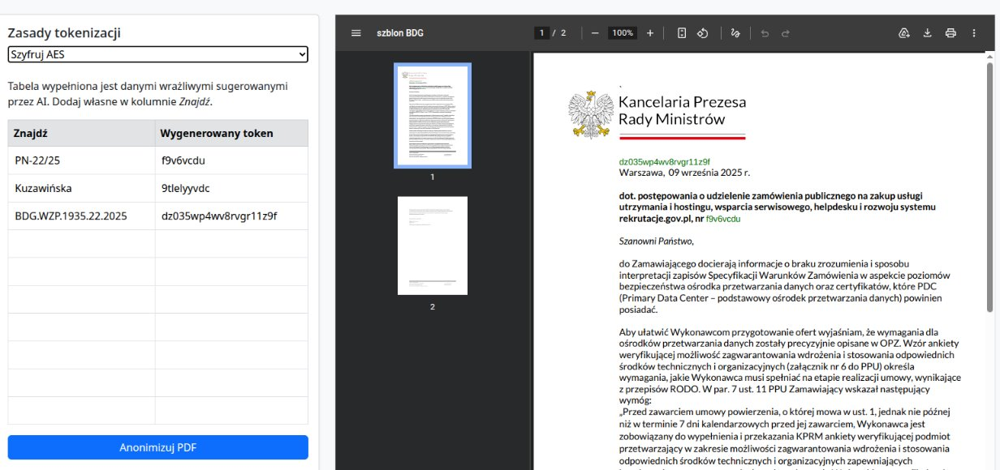 Zasady tokenizacji
Szyfruj AES
Tabela wypełniona jest danymi wrażliwymi sugerowanymi
przez AI. Dodaj własne w kolumnie Znajdź.
Znajdź Wygenerowany token
PN-22/25 f9v6vcdu
Kuzawińska 9tlelyyvdc
BDG.WZP.1935.22.2025 dz035wp4wv8rvgr11z9f
Anonimizuj PDF
szblon BDG
1 / 2
100%
1
2
Kancelaria Prezesa
Rady Ministrów
dz035wp4wv8rvgr11z9f
Warszawa, 09 września 2025 r.
dot. postępowania o udzielenie zamówienia publicznego na zakup usługi
utrzymania i hostingu, wsparcia serwisowego, helpdesku i rozwoju systemu
rekrutacje.gov.pl, nr f9v6vcdu
Szanowni Państwo,
do Zamawiającego docierają informacje o braku zrozumienia i sposobu
interpretacji zapisów Specyfikacji Warunków Zamówienia w aspekcie poziomów
bezpieczeństwa ośrodka przetwarzania danych oraz certyfikatów, które PDC
(Primary Data Center – podstawowy ośrodek przetwarzania danych) powinien
posiadać.
Aby ułatwić Wykonawcom przygotowanie ofert wyjaśniam, że wymagania dla
ośrodków przetwarzania danych zostały precyzyjnie opisane w OPZ. Wzór ankiety
weryfikującej możliwość zagwarantowania wdrożenia i stosowania odpowiednich
środków technicznych i organizacyjnych (załącznik nr 6 do PPU) określa
wymagania, jakie Wykonawca musi spełniać na etapie realizacji umowy, wynikające
z przepisów RODO. W par. 7 ust. 11 PPU Zamawiający wskazał następujący
wymóg:
„Przed zawarciem umowy powierzenia, o której mowa w ust. 1, jednak nie później
niż w terminie 7 dni kalendarzowych przed jej zawarciem, Wykonawca jest
zobowiązany do wypełnienia i przekazania KPRM ankiety weryfikującej podmiot
przetwarzający w zakresie możliwości zagwarantowania wdrożenia i stosowania
odpowiednich środków technicznych i organizacyjnych zapewniających